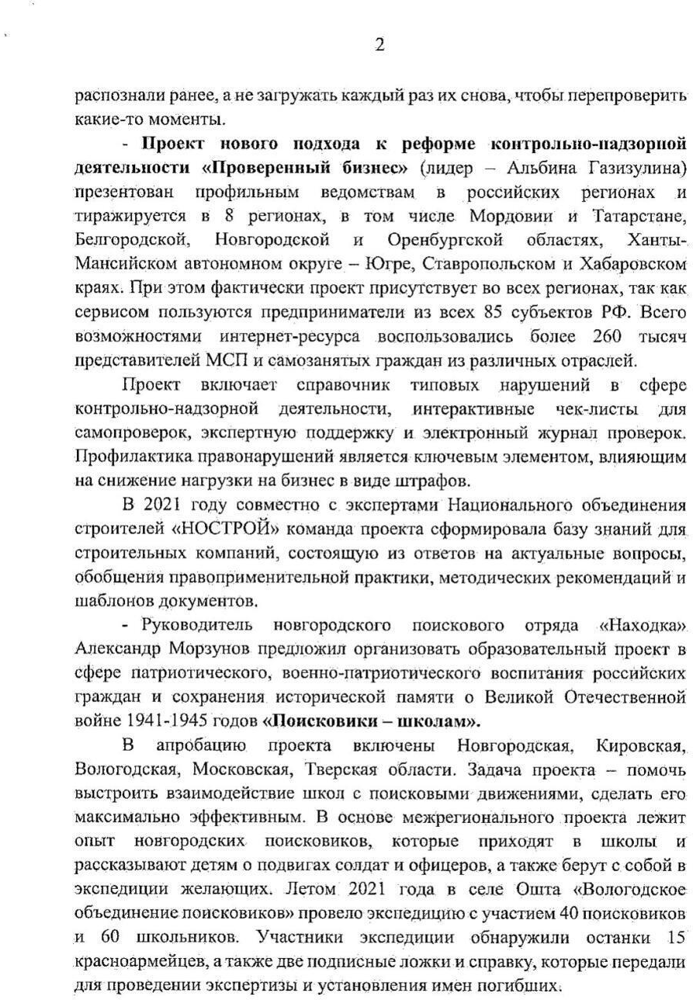 2
распознали ранее, а не загружать каждый раз их снова, чтобы перепроверить
какие-то моменты.
- Проект нового подхода к реформе контрольно-надзорной
деятельности «Проверенный бизнес» (лидер – Альбина Газизулина)
презентован профильным ведомствам в российских регионах и
тиражируется в 8 регионах, в том числе Мордовии и Татарстане,
Белгородской, Новгородской и Оренбургской областях, Ханты-
Мансийском автономном округе – Югре, Ставропольском и Хабаровском
краях. При этом фактически проект присутствует во всех регионах, так как
сервисом пользуются предприниматели из всех 85 субъектов РФ. Всего
возможностями интернет-ресурса воспользовались более 260 тысяч
представителей МСП и самозанятых граждан из различных отраслей.
Проект включает справочник типовых нарушений в сфере
контрольно-надзорной деятельности, интерактивные чек-листы для
самопроверок, экспертную поддержку и электронный журнал проверок.
Профилактика правонарушений является ключевым элементом, влияющим
на снижение нагрузки на бизнес в виде штрафов.
В 2021 году совместно с экспертами Национального объединения
строителей «НОСТРОЙ» команда проекта сформировала базу знаний для
строительных компаний, состоящую из ответов на актуальные вопросы,
обобщения правоприменительной практики, методических рекомендаций и
шаблонов документов.
- Руководитель новгородского поискового отряда «Находка»
Александр Морзунов предложил организовать образовательный проект в
сфере патриотического, военно-патриотического воспитания российских
граждан и сохранения исторической памяти о Великой Отечественной
войне 1941-1945 годов «Поисковики – школам».
В апробацию проекта включены Новгородская, Кировская,
Вологодская, Московская, Тверская области. Задача проекта – помочь
выстроить взаимодействие школ с поисковыми движениями, сделать его
максимально эффективным. В основе межрегионального проекта лежит
опыт новгородских поисковиков, которые приходят в школы и
рассказывают детям о подвигах солдат и офицеров, а также берут с собой в
экспедиции желающих. Летом 2021 года в селе Ошта «Вологодское
объединение поисковиков» провело экспедицию с участием 40 поисковиков
и 60 школьников. Участники экспедиции обнаружили останки 15
красноармейцев, а также две подписные ложки и справку, которые передали
для проведении экспертизы и установления имен погибших.